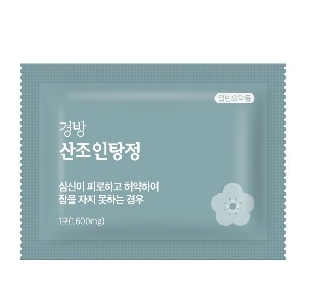 일반의약품
경방
산조인탕정
심신이 피로하고 허약하여
잠을 자지 못하는 경우
1포(1,600mg)